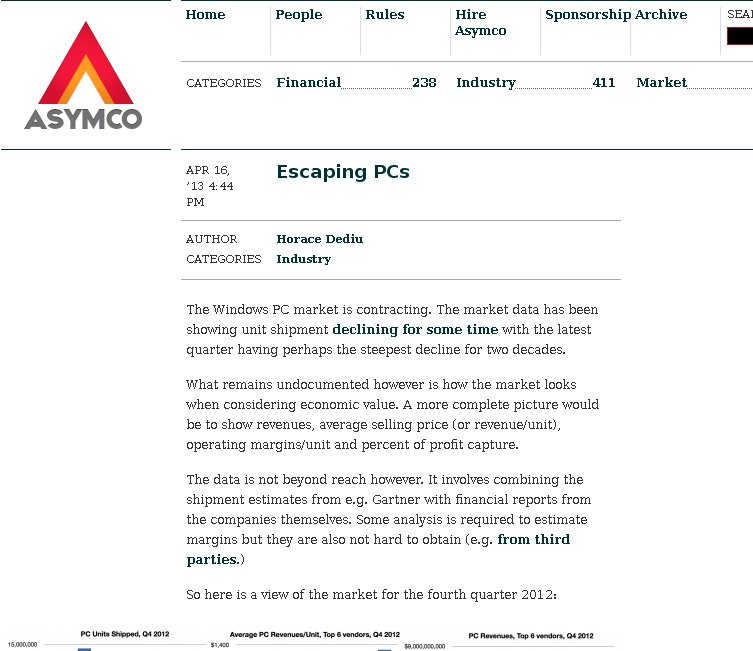 Home People Rules Hire Asymco Sponsorship Archive
ASYMCO
CATEGORIES Financial 238 Industry 411 Market
APR 16, '13 4:44 PM
Escaping PCs
AUTHOR Horace Dediu
CATEGORIES Industry
The Windows PC market is contracting. The market data has been
showing unit shipment declining for some time with the latest
quarter having perhaps the steepest decline for two decades.
What remains undocumented however is how the market looks
when considering economic value. A more complete picture would
be to show revenues, average selling price (or revenue/unit),
operating margins/unit and percent of profit capture.
The data is not beyond reach however. It involves combining the
shipment estimates from e.g. Gartner with financial reports from
the companies themselves. Some analysis is required to estimate
margins but they are also not hard to obtain (e.g. from third
parties.)
So here is a view of the market for the fourth quarter 2012:
PC Units Shipped, Q4 2012 Average PC Revenues/Unit, Top 6 vendors, Q4 2012 PC Revenues, Top 6 vendors, Q4 2012
15,000,000 $1,400 $9,000,000,000